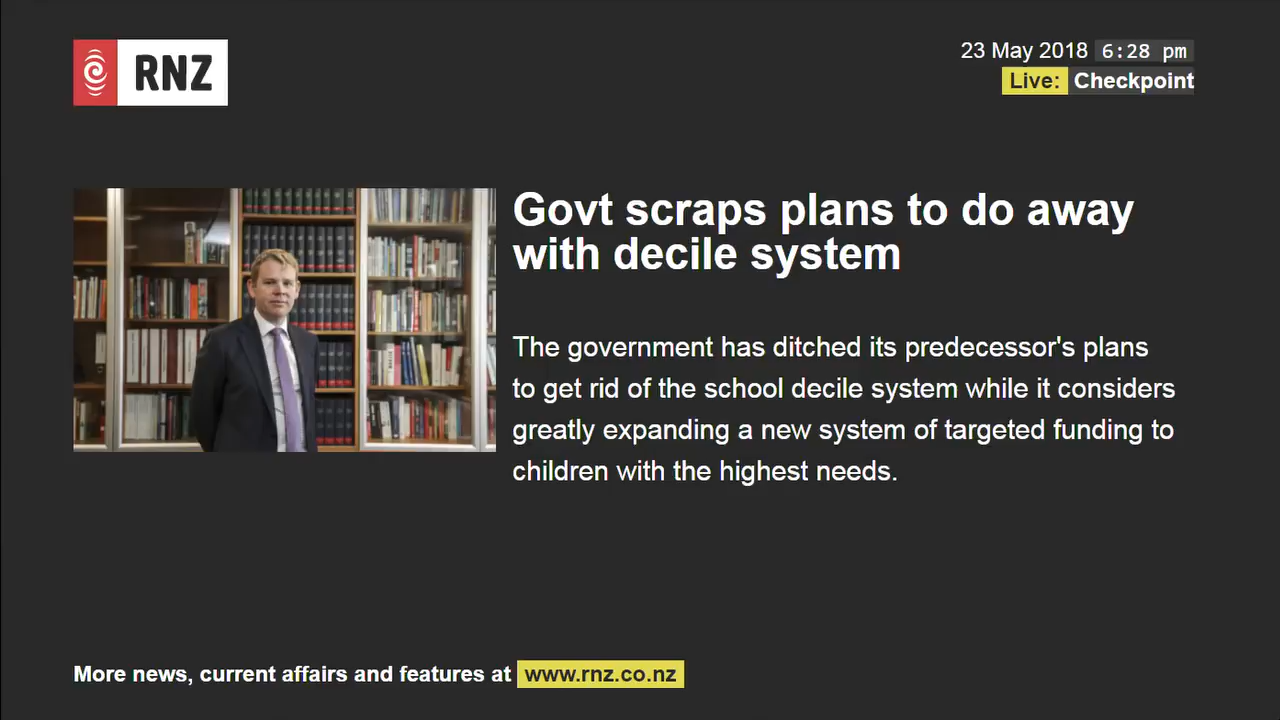 RNZ
23 May 2018 6:28 pm
Live: Checkpoint
Govt scraps plans to do away
with decile system
The government has ditched its predecessor's plans
to get rid of the school decile system while it considers
greatly expanding a new system of targeted funding to
children with the highest needs.
More news, current affairs and features at www.rnz.co.nz